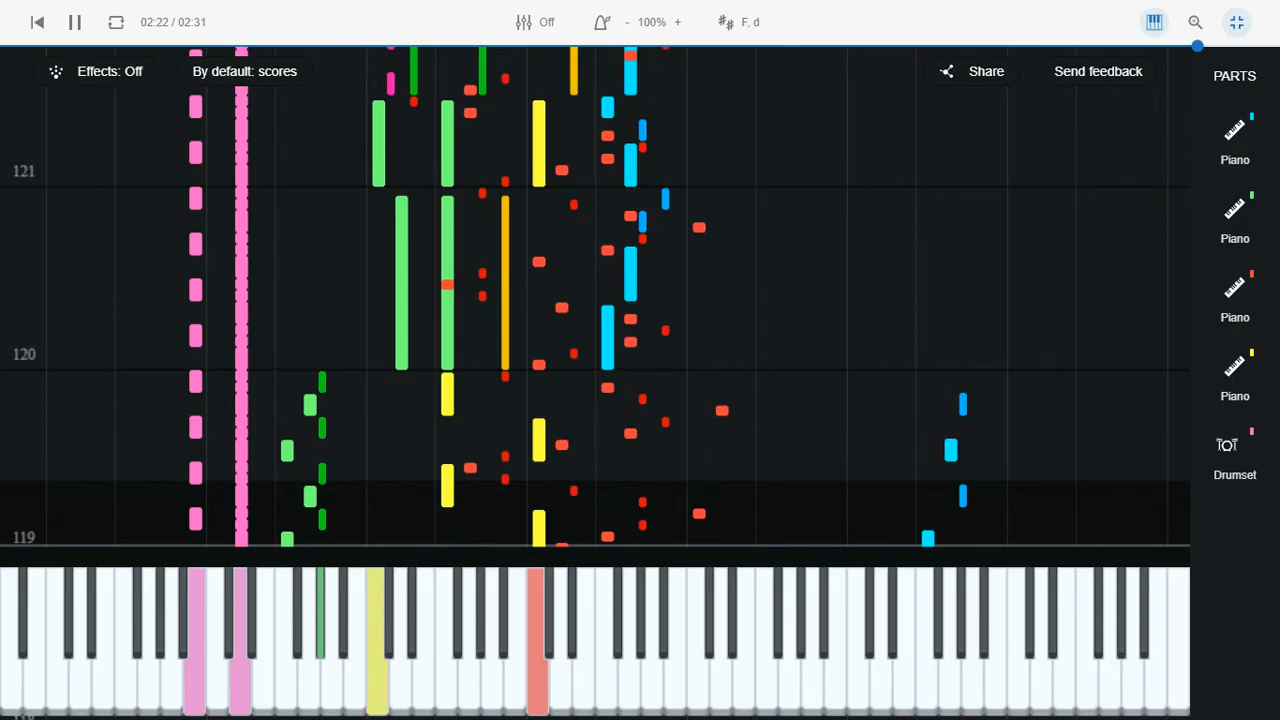 02:22 / 02:31
Off
- 100% +
F, d
Effects: Off
By default: scores
Share
Send feedback
PARTS
Piano
Piano
Piano
Piano
Drumset
121
120
119